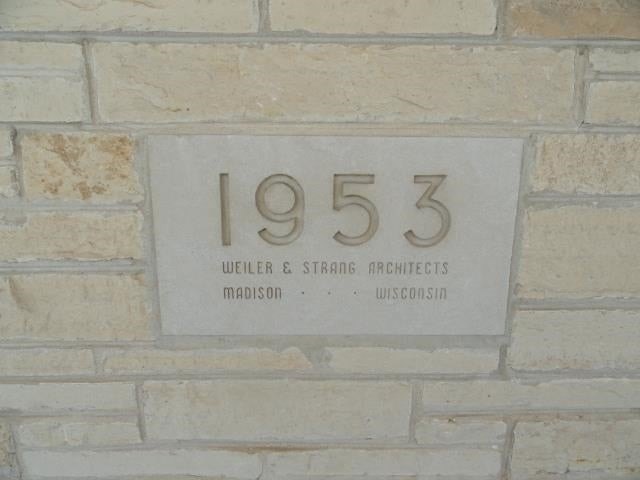 1953
WEILER & STRANG ARCHITECTS
MADISON · · · WISCONSIN